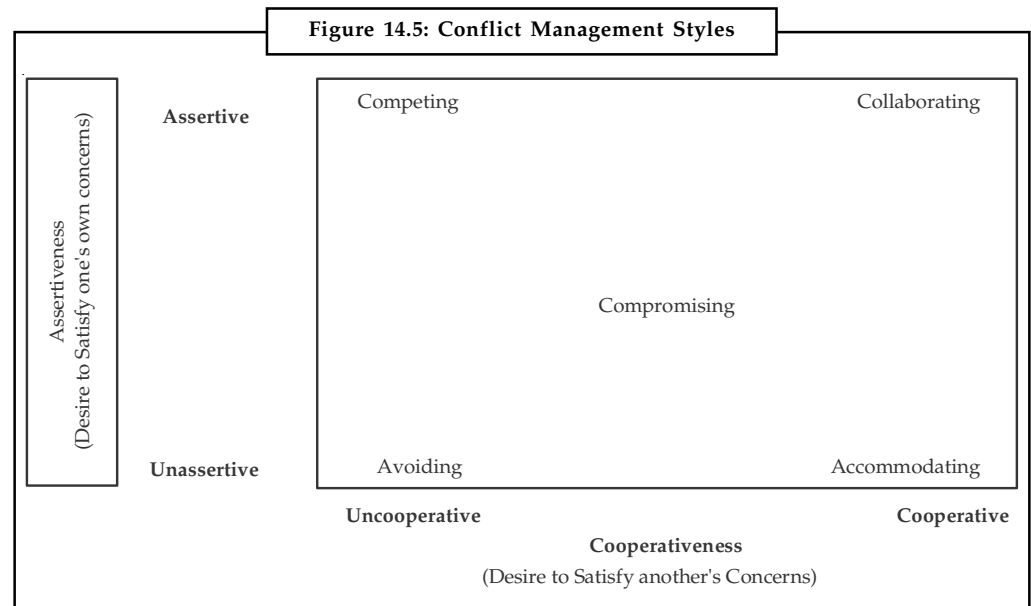 Figure 14.5: Conflict Management Styles
Assertiveness
(Desire to Satisfy one's own concerns)
Assertive
Competing
Collaborating
Compromising
Unassertive
Avoiding
Accommodating
Uncooperative
Cooperative
Cooperativeness
(Desire to Satisfy another's Concerns)